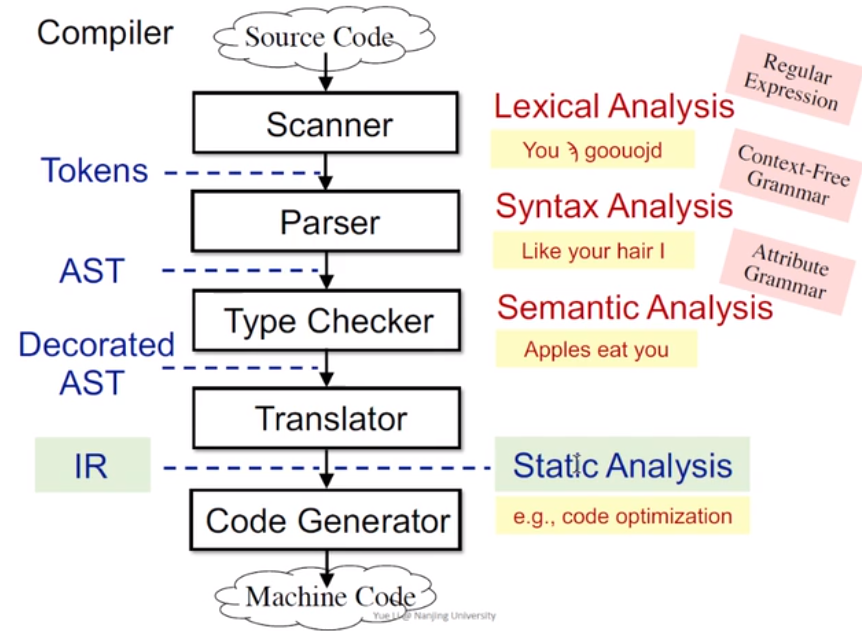 Compiler
Source Code
Regular
Expression
Scanner
Lexical Analysis
You goouojd
Tokens
Context-Free
Grammar
Parser
Syntax Analysis
Like your hair I
AST
Attribute
Grammar
Type Checker
Semantic Analysis
Apples eat you
Decorated
AST
Translator
IR
Static Analysis
Code Generator
e.g., code optimization
Machine Code
Yue Li @ Nanjing University